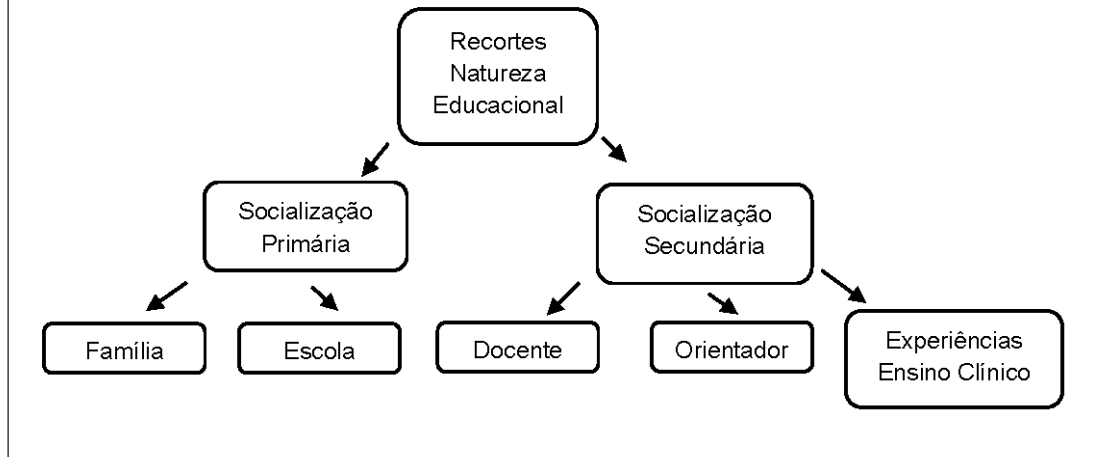 Recortes
Natureza
Educacional
Socialização
Primária
Socialização
Secundária
Família
Escola
Docente
Orientador
Experiências
Ensino Clínico